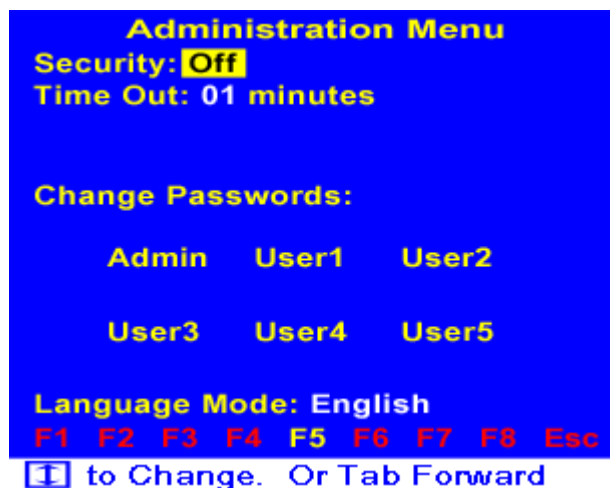 Administration Menu
Security: Off
Time Out: 01 minutes
Change Passwords:
Admin User1 User2
User3 User4 User5
Language Mode: English
F1 F2 F3 F4 F5 F6 F7 F8 Esc
↕ to Change. Or Tab Forward